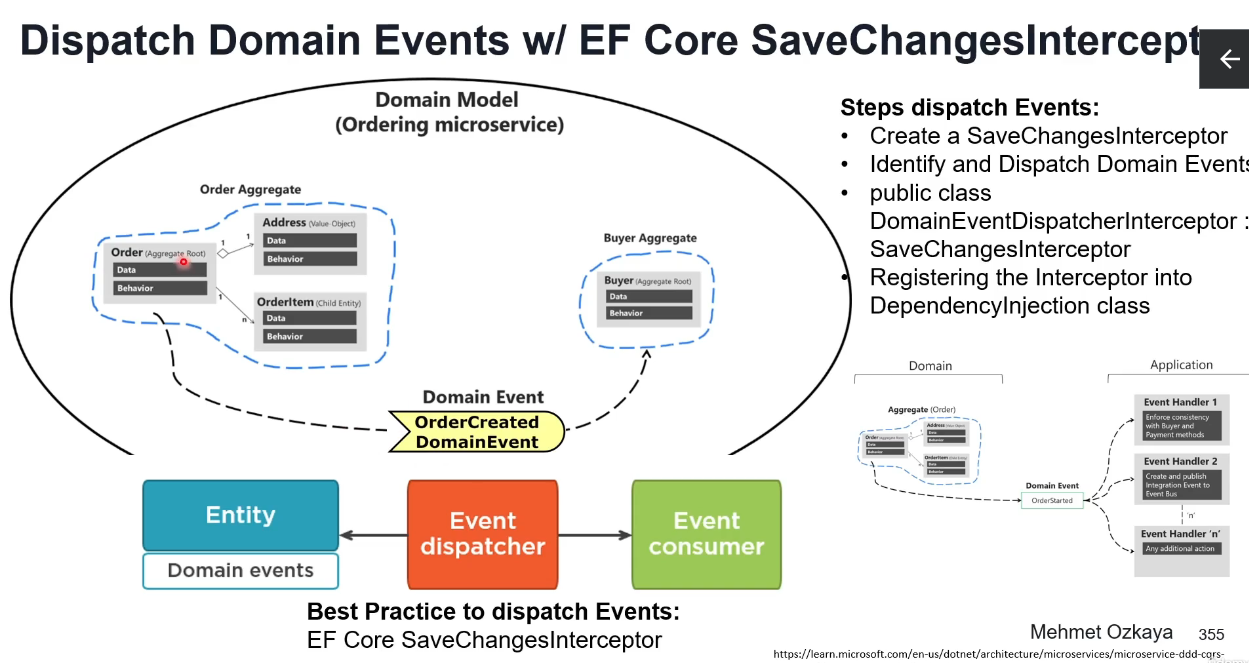 Dispatch Domain Events w/ EF Core SaveChangesIntercept
Domain Model
(Ordering microservice)
Order Aggregate
Order (Aggregate Root)
Data
Behavior
1
1
Address (Value-Object)
Data
Behavior
1
n
OrderItem (Child Entity)
Data
Behavior
Buyer Aggregate
Buyer (Aggregate Root)
Data
Behavior
Domain Event
OrderCreated
DomainEvent
Entity
Domain events
Event
dispatcher
Event
consumer
Best Practice to dispatch Events:
EF Core SaveChangesInterceptor
Steps dispatch Events:
• Create a SaveChangesInterceptor
• Identify and Dispatch Domain Events
• public class
DomainEventDispatcherInterceptor :
SaveChangesInterceptor
• Registering the Interceptor into
DependencyInjection class
Domain
Application
Aggregate (Order)
Order (Aggregate Root)
Data
Behavior
Address (Value-Object)
Data
Behavior
OrderItem (Child Entity)
Data
Behavior
Domain Event
OrderStarted
Event Handler 1
Enforce consistency
with Buyer and
Payment methods
Event Handler 2
Create and publish
Integration Event to
Event Bus
'n'
Event Handler 'n'
Any additional action
Mehmet Ozkaya 355
https://learn.microsoft.com/en-us/dotnet/architecture/microservices/microservice-ddd-cqrs-